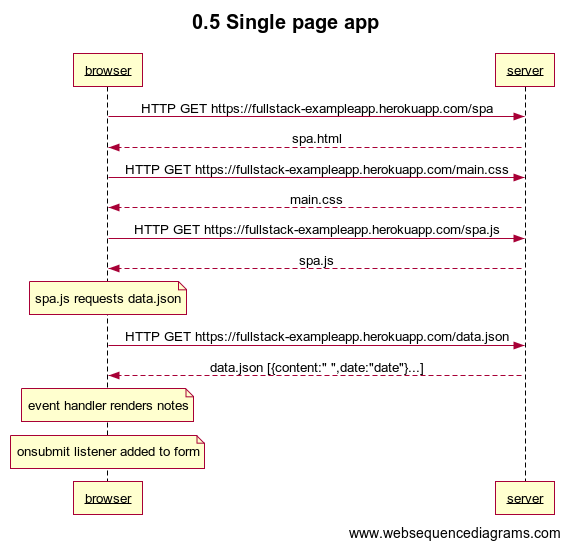 0.5 Single page app
browser
server
HTTP GET https://fullstack-exampleapp.herokuapp.com/spa
spa.html
HTTP GET https://fullstack-exampleapp.herokuapp.com/main.css
main.css
HTTP GET https://fullstack-exampleapp.herokuapp.com/spa.js
spa.js
spa.js requests data.json
HTTP GET https://fullstack-exampleapp.herokuapp.com/data.json
data.json [{content:" ",date:"date"}...]
event handler renders notes
onsubmit listener added to form
browser
server
www.websequencediagrams.com